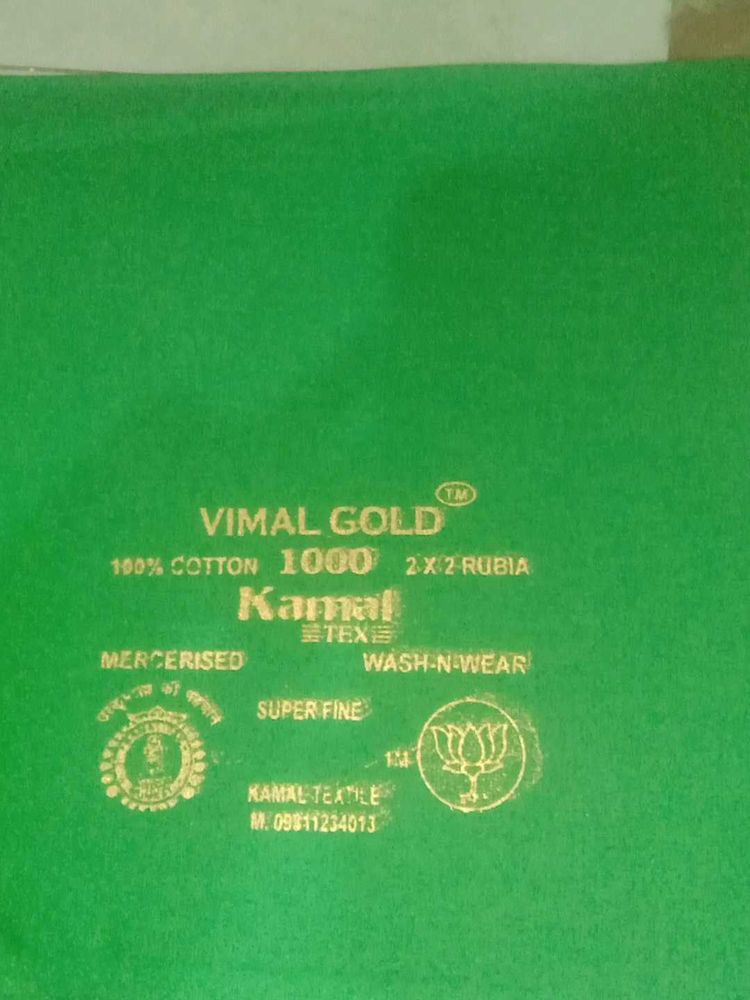 VIMAL GOLD TM
100% COTTON 1000 2 X 2 RUBIA
Kamal
TEX
MERCERISED WASH-N-WEAR
की
SUPER FINE
TM
KAMAL TEXTILE
M. 09811234013